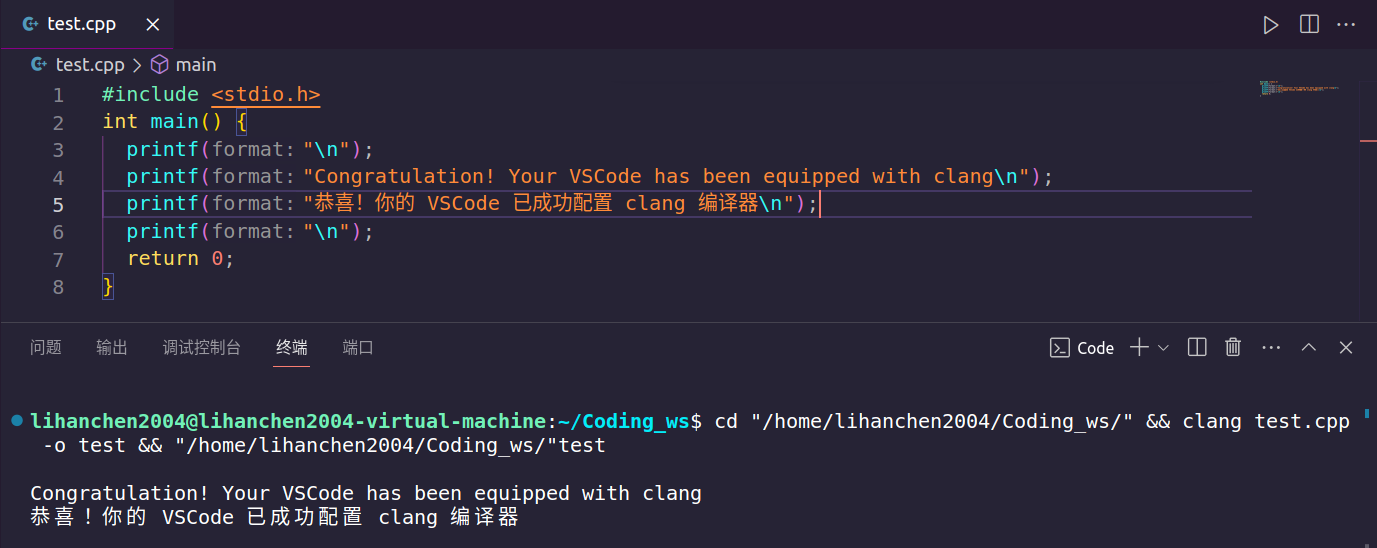 test.cpp
test.cpp > main
1 #include <stdio.h>
2 int main() {
3 printf(format: "\n");
4 printf(format: "Congratulation! Your VSCode has been equipped with clang\n");
5 printf(format: "恭喜！你的 VSCode 已成功配置 clang 编译器\n");
6 printf(format: "\n");
7 return 0;
8 }
问题 输出 调试控制台 终端 端口 Code
lihanchen2004@lihanchen2004-virtual-machine:~/Coding_ws$ cd "/home/lihanchen2004/Coding_ws/" && clang test.cpp
-o test && "/home/lihanchen2004/Coding_ws/"test
Congratulation! Your VSCode has been equipped with clang
恭喜！你的 VSCode 已成功配置 clang 编译器